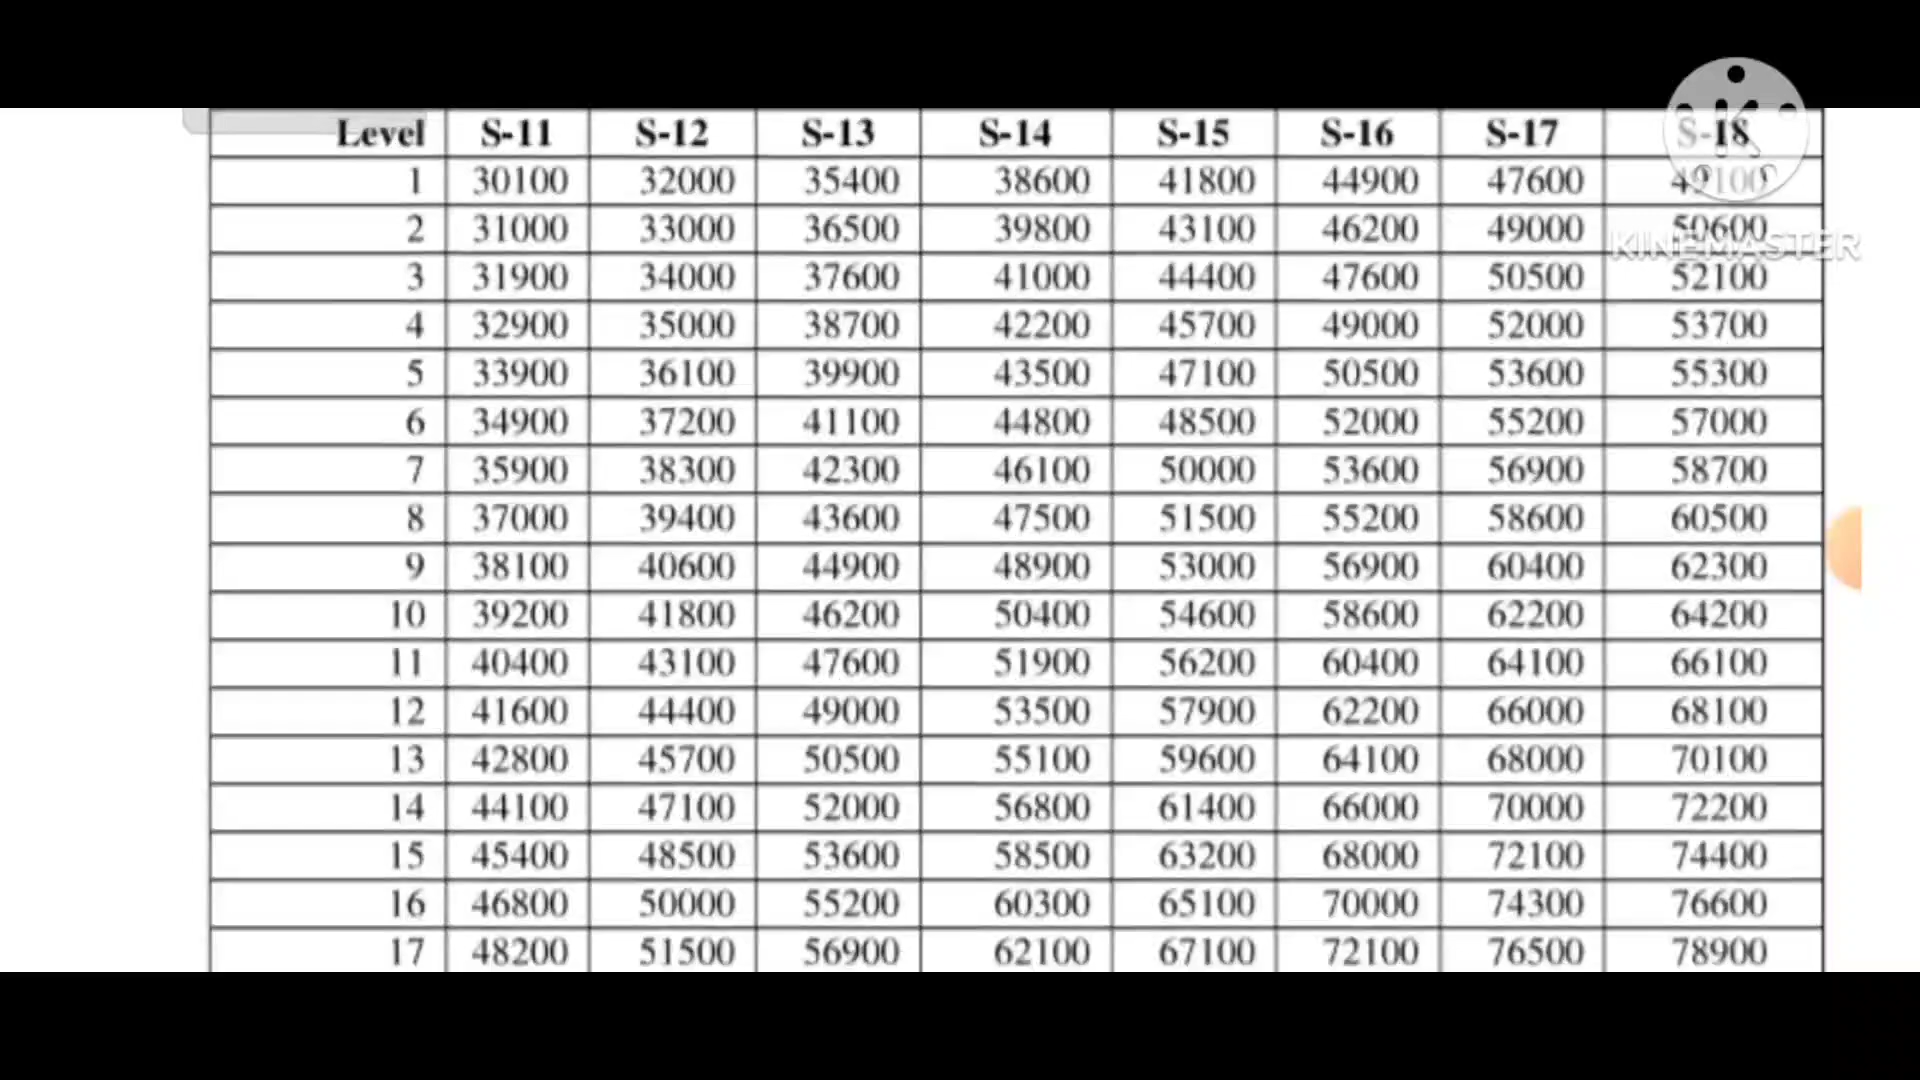 Level S-11 S-12 S-13 S-14 S-15 S-16 S-17 S-18
1 30100 32000 35400 38600 41800 44900 47600 49100
2 31000 33000 36500 39800 43100 46200 49000 50600
KINEMASTER
3 31900 34000 37600 41000 44400 47600 50500 52100
4 32900 35000 38700 42200 45700 49000 52000 53700
5 33900 36100 39900 43500 47100 50500 53600 55300
6 34900 37200 41100 44800 48500 52000 55200 57000
7 35900 38300 42300 46100 50000 53600 56900 58700
8 37000 39400 43600 47500 51500 55200 58600 60500
9 38100 40600 44900 48900 53000 56900 60400 62300
10 39200 41800 46200 50400 54600 58600 62200 64200
11 40400 43100 47600 51900 56200 60400 64100 66100
12 41600 44400 49000 53500 57900 62200 66000 68100
13 42800 45700 50500 55100 59600 64100 68000 70100
14 44100 47100 52000 56800 61400 66000 70000 72200
15 45400 48500 53600 58500 63200 68000 72100 74400
16 46800 50000 55200 60300 65100 70000 74300 76600
17 48200 51500 56900 62100 67100 72100 76500 78900